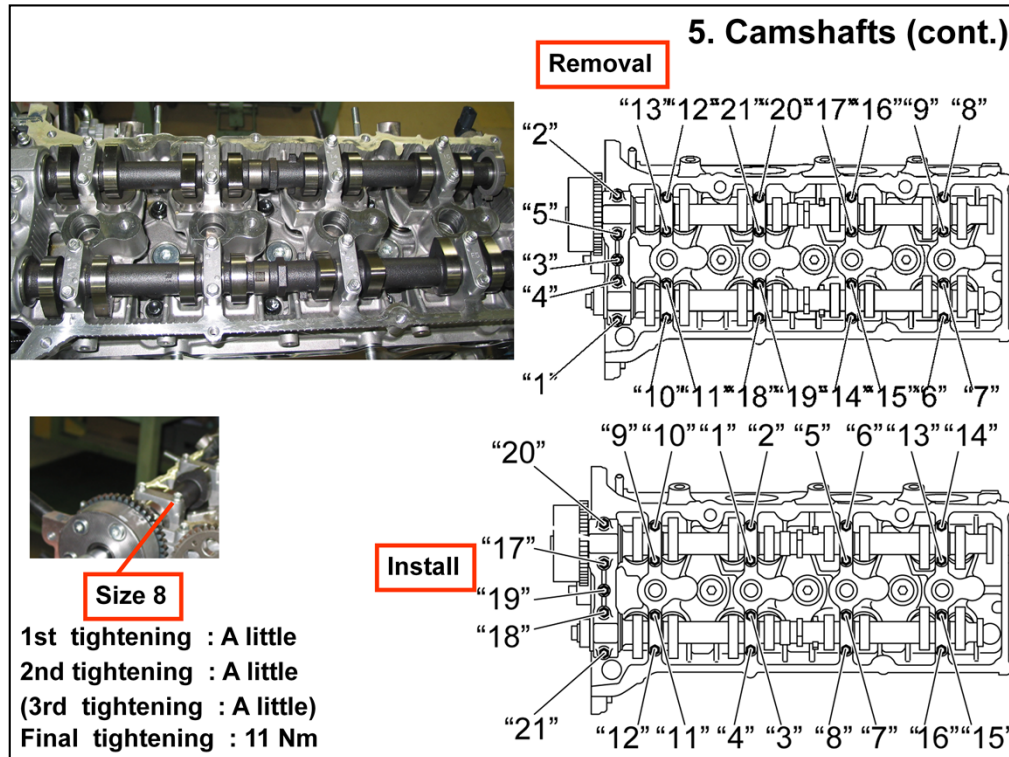 5. Camshafts (cont.)
Removal
“13” “12” “21” “20” “17” “16” “9” “8”
“2”
“5”
“3”
“4”
“1”
“10” “11” “18” “19” “14” “15” “6” “7”
“9” “10” “1” “2” “5” “6” “13” “14”
“20”
“17”
Install
“19”
“18”
“21”
“12” “11” “4” “3” “8” “7” “16” “15”
Size 8
1st tightening : A little
2nd tightening : A little
(3rd tightening : A little)
Final tightening : 11 Nm